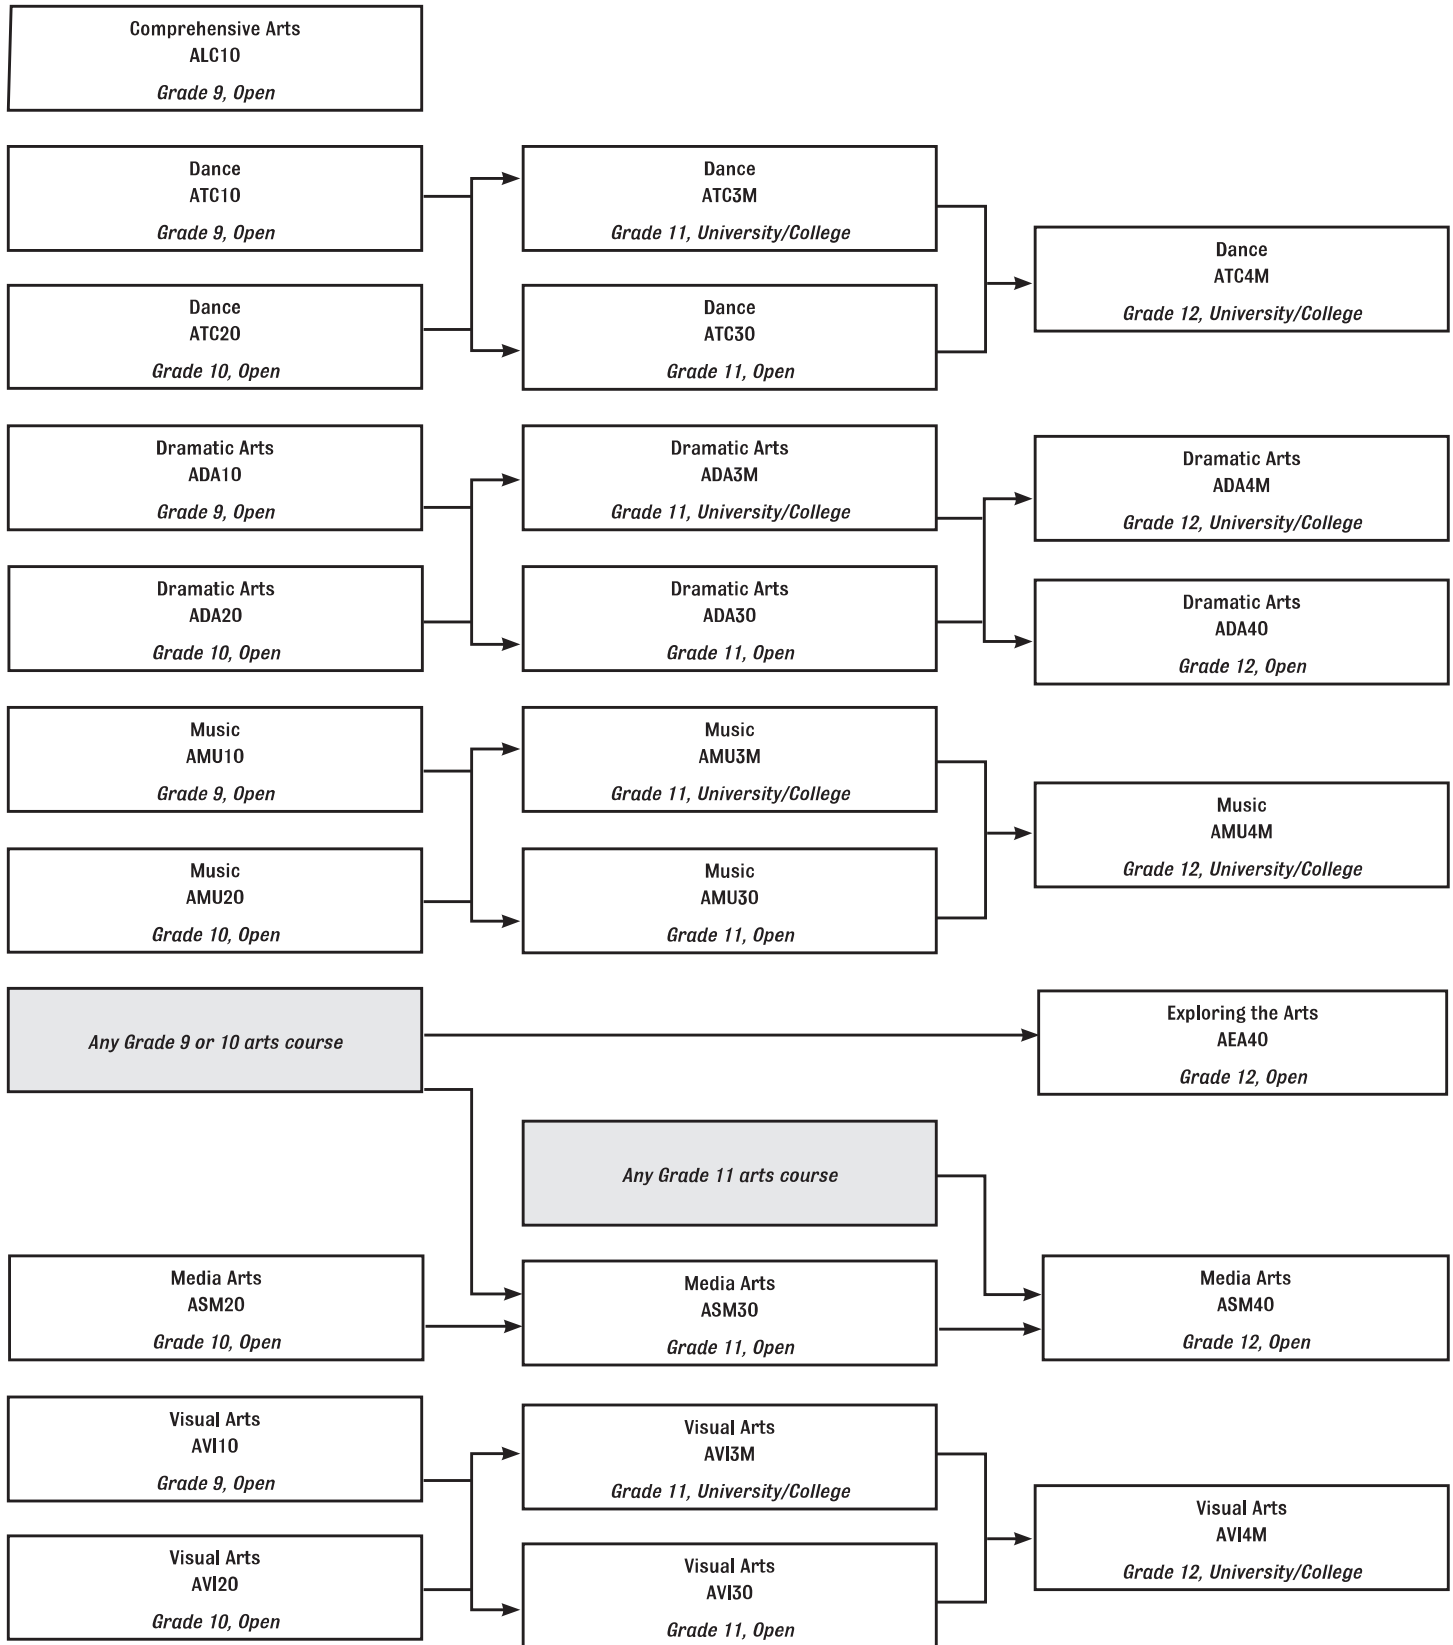 Comprehensive Arts
ALC1O
Grade 9, Open
Dance
ATC1O
Grade 9, Open
Dance
ATC3M
Grade 11, University/College
Dance
ATC4M
Grade 12, University/College
Dance
ATC2O
Grade 10, Open
Dance
ATC3O
Grade 11, Open
Dramatic Arts
ADA1O
Grade 9, Open
Dramatic Arts
ADA3M
Grade 11, University/College
Dramatic Arts
ADA4M
Grade 12, University/College
Dramatic Arts
ADA2O
Grade 10, Open
Dramatic Arts
ADA3O
Grade 11, Open
Dramatic Arts
ADA4O
Grade 12, Open
Music
AMU1O
Grade 9, Open
Music
AMU3M
Grade 11, University/College
Music
AMU4M
Grade 12, University/College
Music
AMU2O
Grade 10, Open
Music
AMU3O
Grade 11, Open
Any Grade 9 or 10 arts course
Exploring the Arts
AEA4O
Grade 12, Open
Any Grade 11 arts course
Media Arts
ASM2O
Grade 10, Open
Media Arts
ASM3O
Grade 11, Open
Media Arts
ASM4O
Grade 12, Open
Visual Arts
AVI1O
Grade 9, Open
Visual Arts
AVI3M
Grade 11, University/College
Visual Arts
AVI4M
Grade 12, University/College
Visual Arts
AVI2O
Grade 10, Open
Visual Arts
AVI3O
Grade 11, Open